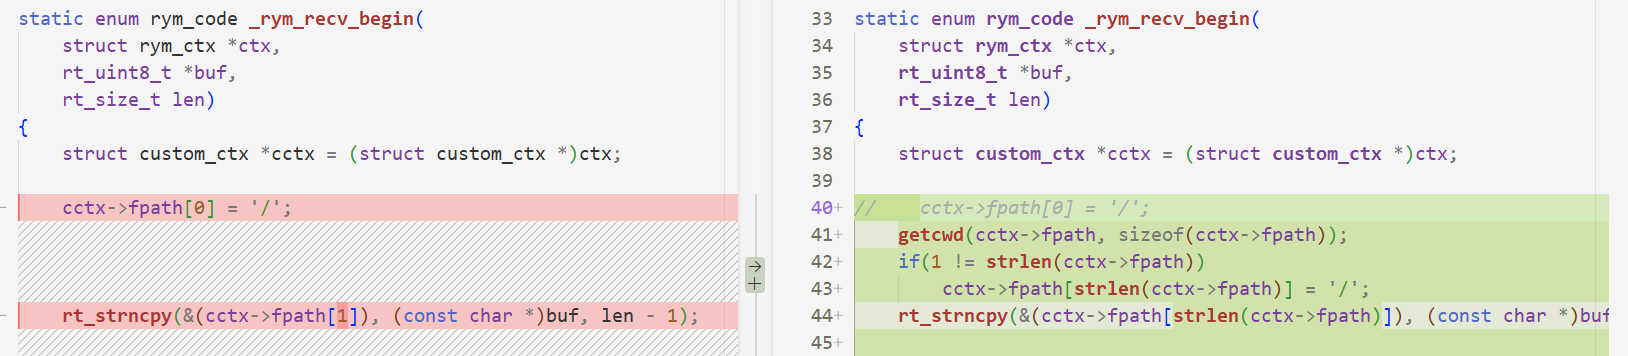 static enum rym_code _rym_recv_begin(
    struct rym_ctx *ctx,
    rt_uint8_t *buf,
    rt_size_t len)
{
    struct custom_ctx *cctx = (struct custom_ctx *)ctx;
    cctx->fpath[0] = '/';
    rt_strncpy(&(cctx->fpath[1]), (const char *)buf, len - 1);
→
+
33 static enum rym_code _rym_recv_begin(
34     struct rym_ctx *ctx,
35     rt_uint8_t *buf,
36     rt_size_t len)
37 {
38     struct custom_ctx *cctx = (struct custom_ctx *)ctx;
39
40+ //    cctx->fpath[0] = '/';
41+     getcwd(cctx->fpath, sizeof(cctx->fpath));
42+     if(1 != strlen(cctx->fpath))
43+         cctx->fpath[strlen(cctx->fpath)] = '/';
44+     rt_strncpy(&(cctx->fpath[strlen(cctx->fpath)]), (const char *)buf
45+